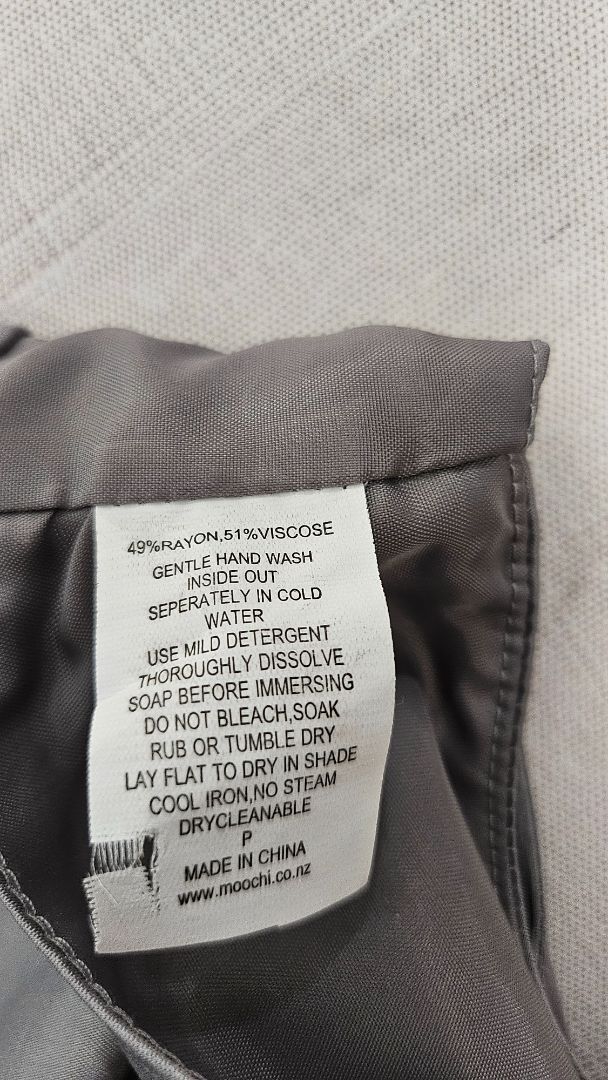 49%RAYON,51%VISCOSE
GENTLE HAND WASH
INSIDE OUT
SEPERATELY IN COLD
WATER
USE MILD DETERGENT
THOROUGHLY DISSOLVE
SOAP BEFORE IMMERSING
DO NOT BLEACH,SOAK
RUB OR TUMBLE DRY
LAY FLAT TO DRY IN SHADE
COOL IRON,NO STEAM
DRYCLEANABLE
P
MADE IN CHINA
www.moochi.co.nz